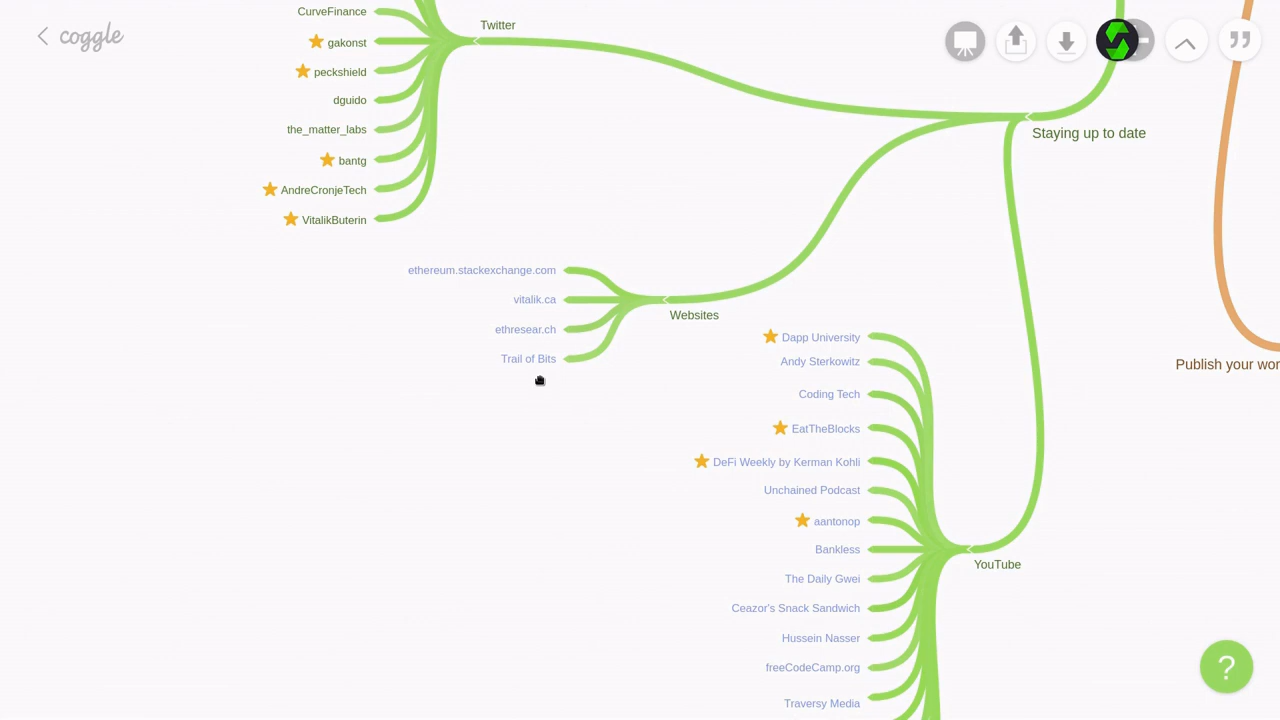 coggle
CurveFinance
Twitter
gakonst
peckshield
dguido
the_matter_labs
Staying up to date
bantg
AndreCronjeTech
VitalikButerin
ethereum.stackexchange.com
vitalik.ca
Websites
ethresear.ch
Trail of Bits
Dapp University
Andy Sterkowitz
Publish your wor
Coding Tech
EatTheBlocks
DeFi Weekly by Kerman Kohli
Unchained Podcast
aantonop
Bankless
YouTube
The Daily Gwei
Ceazor's Snack Sandwich
Hussein Nasser
freeCodeCamp.org
Traversy Media
?